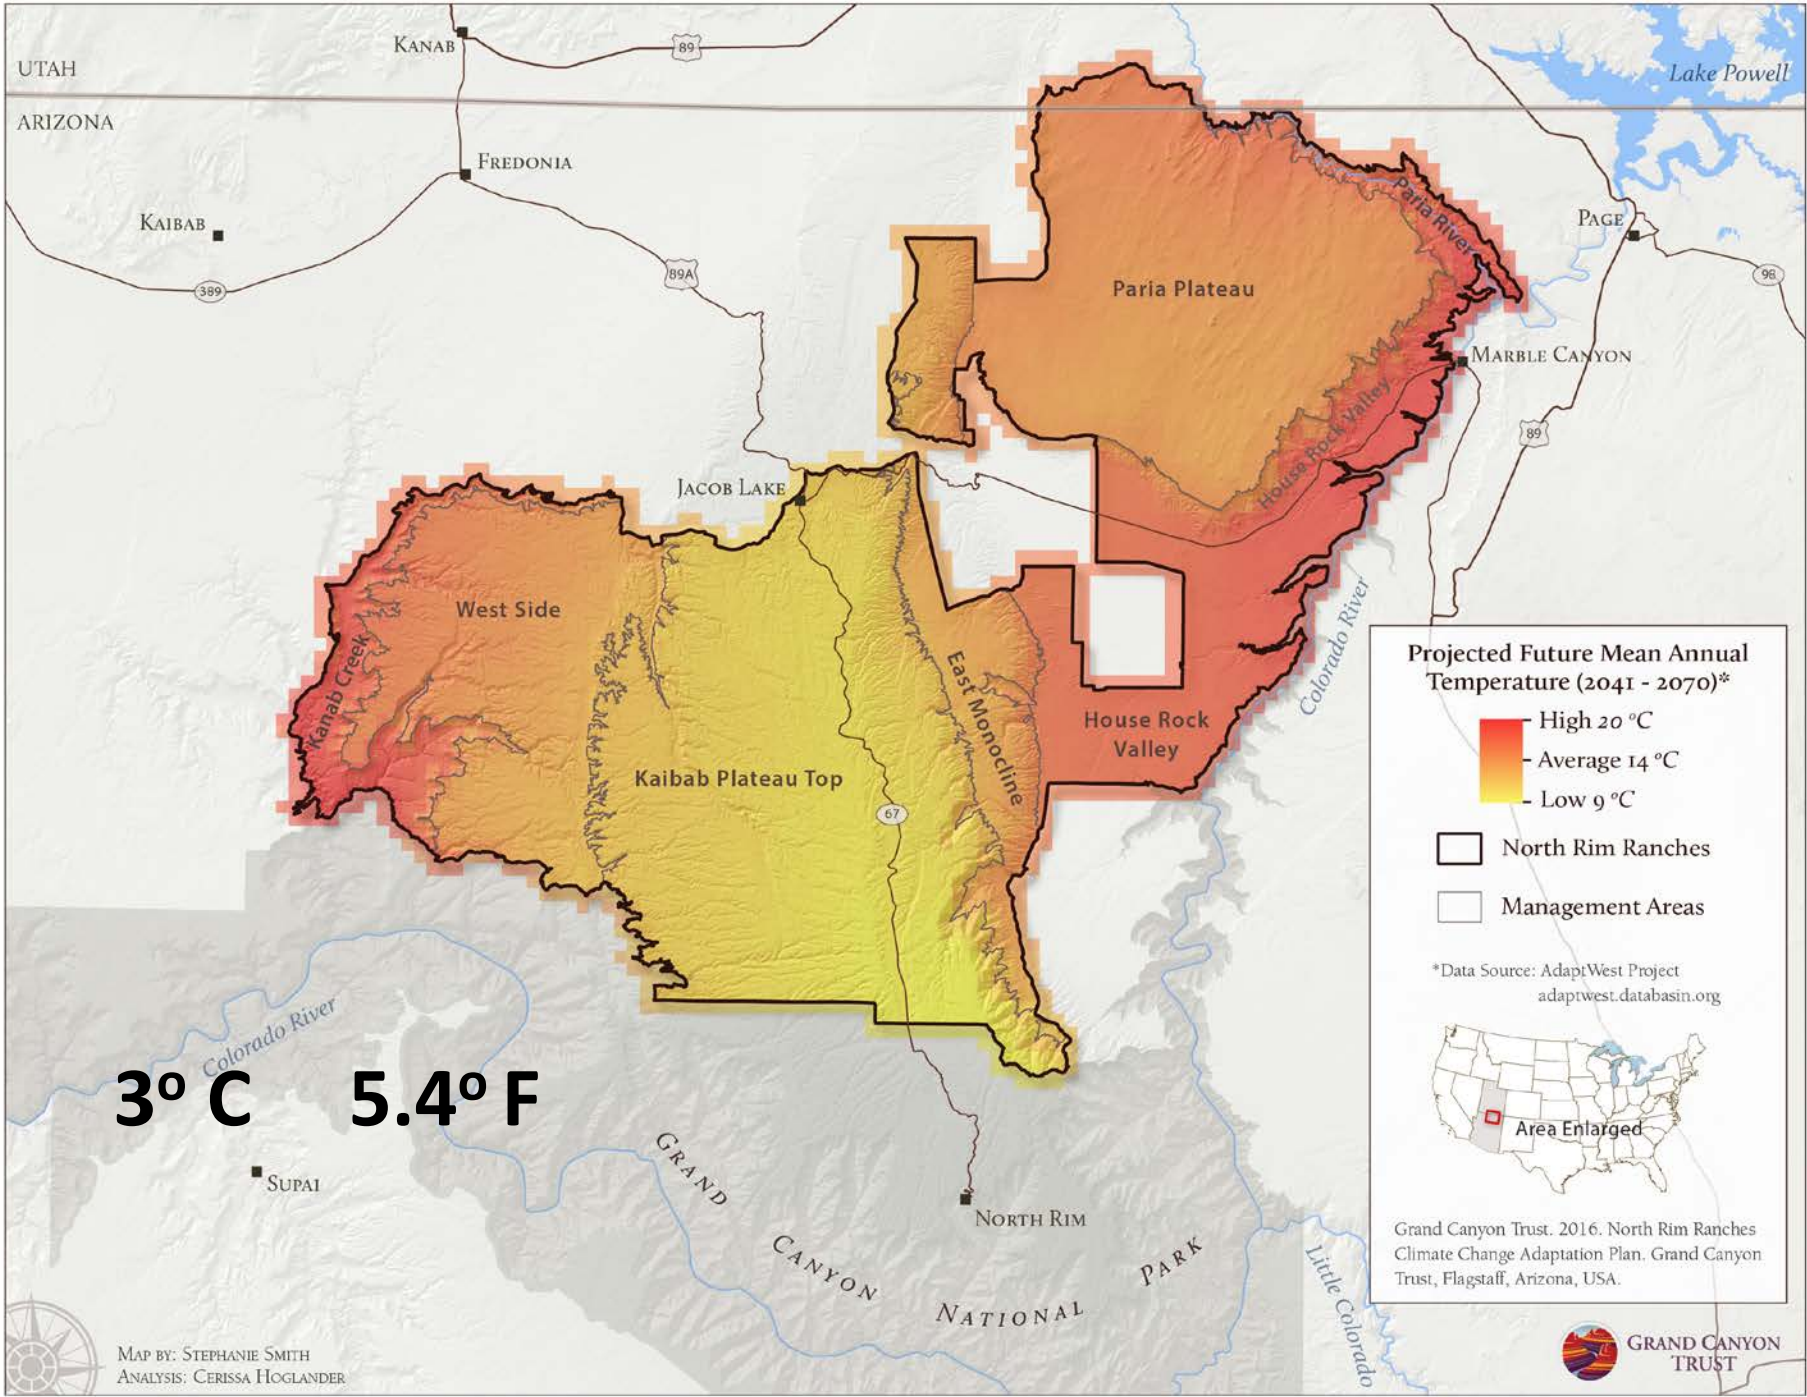 KANAB
89
UTAH
Lake Powell
ARIZONA
FREDONIA
KAIBAB
Paria River
PAGE
89A
98
389
Paria Plateau
MARBLE CANYON
House Rock Valley
89
JACOB LAKE
West Side
Colorado River
Kanab Creek
East Monocline
House Rock
Valley
Kaibab Plateau Top
67
Projected Future Mean Annual
Temperature (2041 - 2070)*
High 20 °C
Average 14 °C
Low 9 °C
North Rim Ranches
Management Areas
*Data Source: AdaptWest Project
adaptwest.databasin.org
Area Enlarged
Grand Canyon Trust. 2016. North Rim Ranches
Climate Change Adaptation Plan. Grand Canyon
Trust, Flagstaff, Arizona, USA.
Colorado River
3º C 5.4º F
SUPAI
NORTH RIM
GRAND
CANYON
NATIONAL
PARK
Little Colorado
MAP BY: STEPHANIE SMITH
ANALYSIS: CERISSA HOGLANDER
GRAND CANYON
TRUST